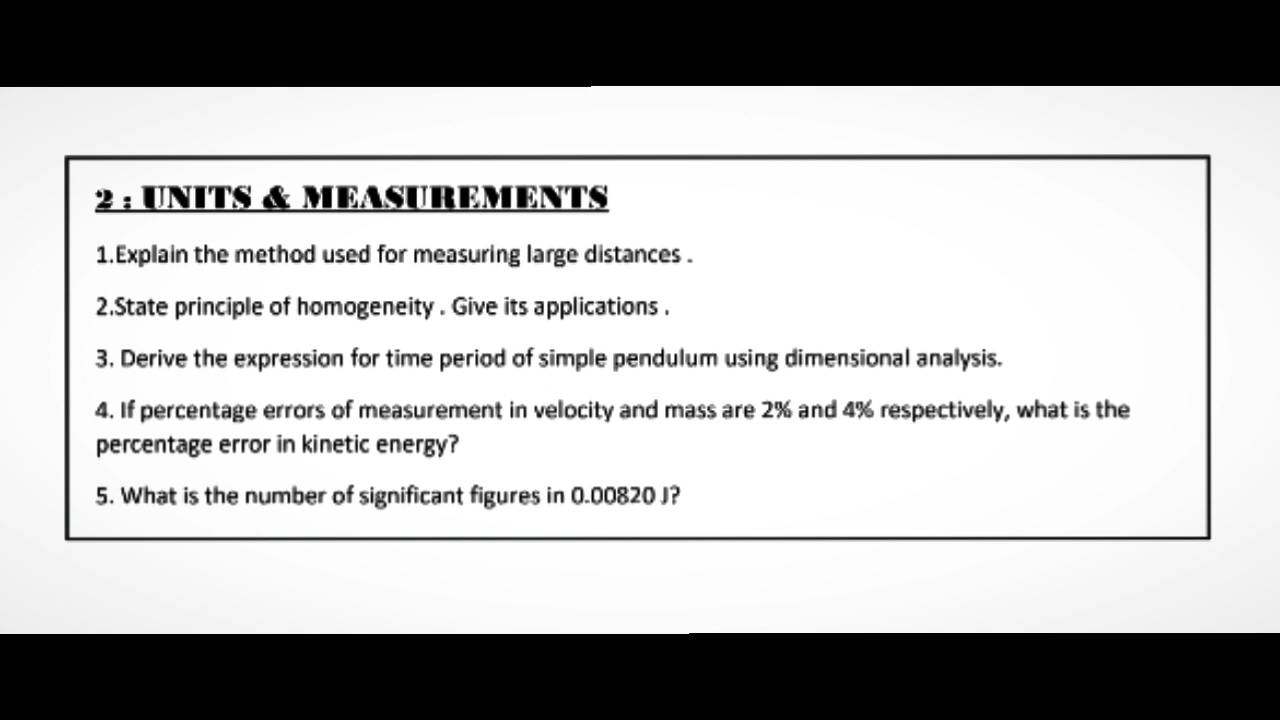 2 : UNITS & MEASUREMENTS
1.Explain the method used for measuring large distances .
2.State principle of homogeneity . Give its applications .
3. Derive the expression for time period of simple pendulum using dimensional analysis.
4. If percentage errors of measurement in velocity and mass are 2% and 4% respectively, what is the
percentage error in kinetic energy?
5. What is the number of significant figures in 0.00820 J?